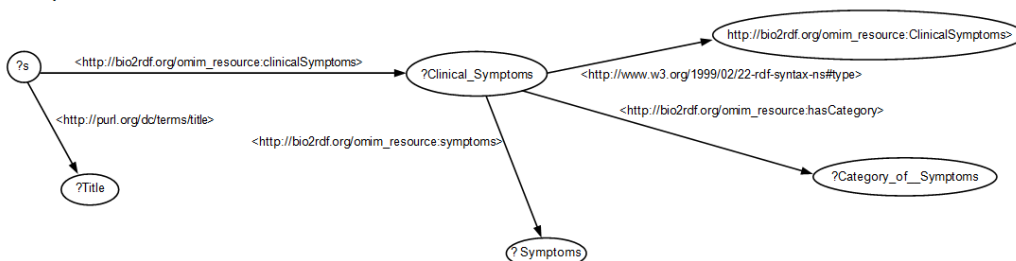 http://bio2rdf.org/omim_resource:ClinicalSymptoms>
?s
<http://bio2rdf.org/omim_resource:clinicalSymptoms>
?Clinical_Symptoms
<http://www.w3.org/1999/02/22-rdf-syntax-ns#type>
<http://bio2rdf.org/omim_resource:hasCategory>
<http://purl.org/dc/terms/title>
<http://bio2rdf.org/omim_resource:symptoms>
?Category_of__Symptoms
?Title
? Symptoms